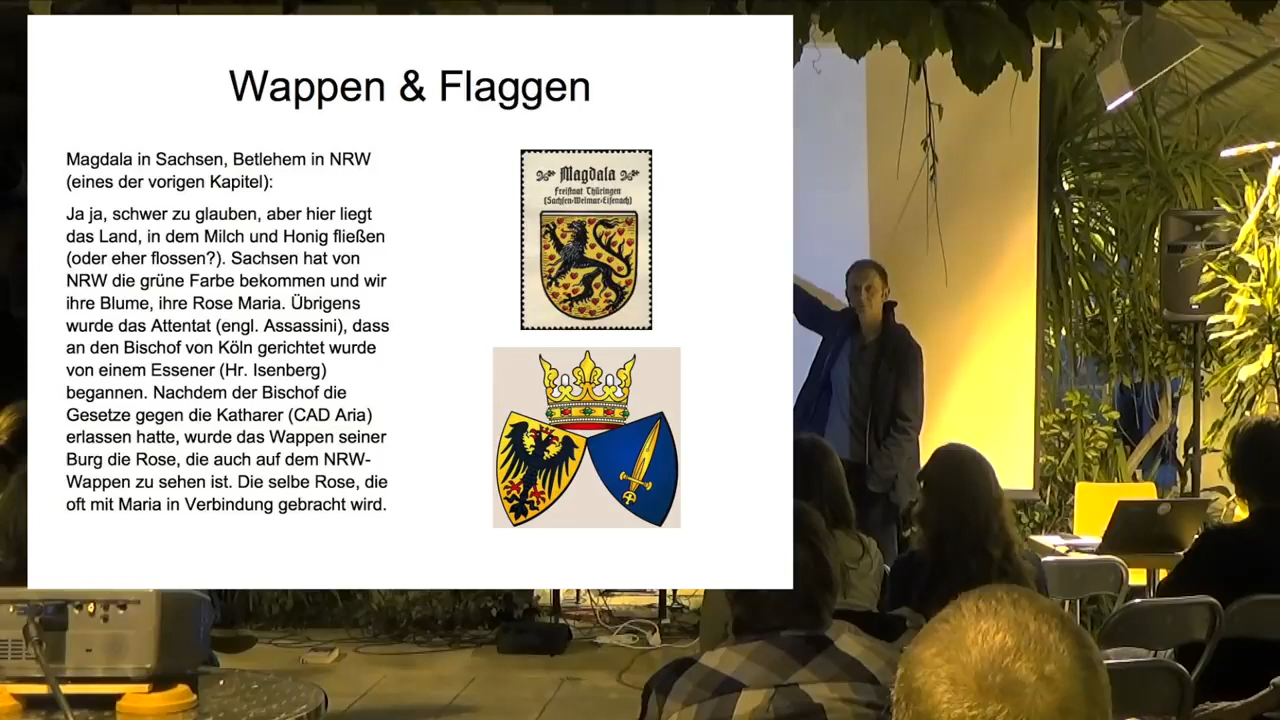 Wappen & Flaggen
Magdala in Sachsen, Betlehem in NRW
(eines der vorigen Kapitel):
Ja ja, schwer zu glauben, aber hier liegt
das Land, in dem Milch und Honig fließen
(oder eher flossen?). Sachsen hat von
NRW die grüne Farbe bekommen und wir
ihre Blume, ihre Rose Maria. Übrigens
wurde das Attentat (engl. Assassini), dass
an den Bischof von Köln gerichtet wurde
von einem Essener (Hr. Isenberg)
begannen. Nachdem der Bischof die
Gesetze gegen die Katharer (CAD Aria)
erlassen hatte, wurde das Wappen seiner
Burg die Rose, die auch auf dem NRW-
Wappen zu sehen ist. Die selbe Rose, die
oft mit Maria in Verbindung gebracht wird.
Magdala
Freistaat Thüringen
(Sachsen-Weimar-Eisenach)